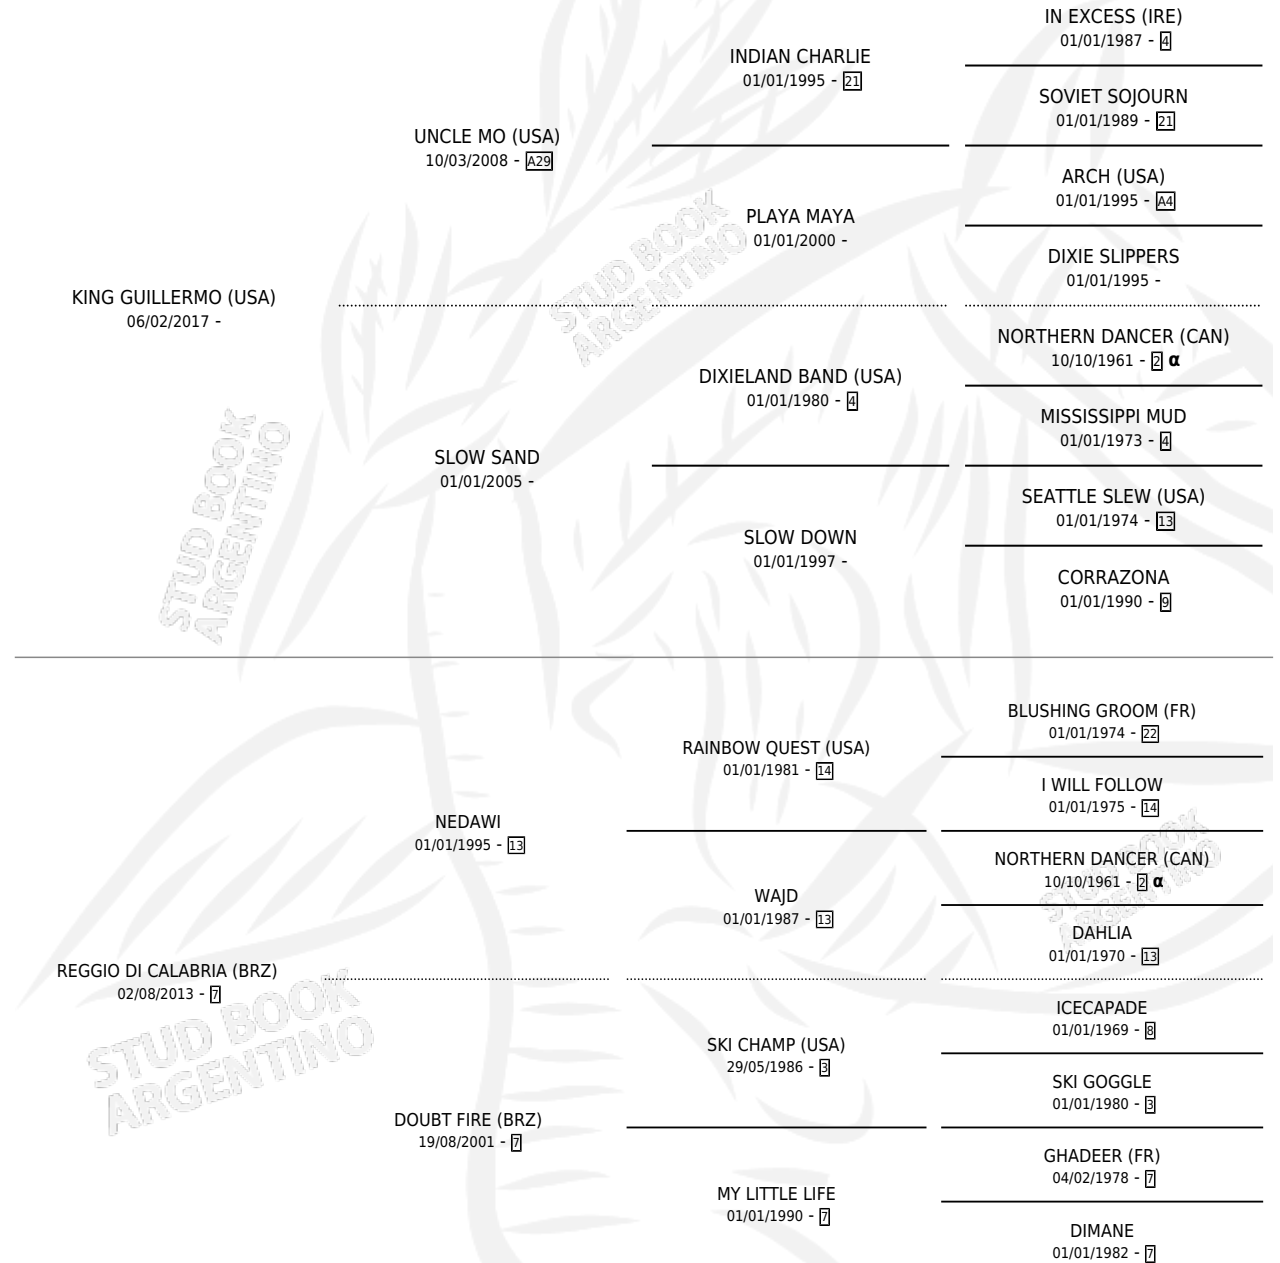 IN EXCESS (IRE)
01/01/1987 - 4
INDIAN CHARLIE
01/01/1995 - 21
SOVIET SOJOURN
01/01/1989 - 21
UNCLE MO (USA)
10/03/2008 - A29
ARCH (USA)
01/01/1995 - A4
PLAYA MAYA
01/01/2000 -
DIXIE SLIPPERS
01/01/1995 -
KING GUILLERMO (USA)
06/02/2017 -
NORTHERN DANCER (CAN)
10/10/1961 - 2 α
DIXIELAND BAND (USA)
01/01/1980 - 4
MISSISSIPPI MUD
01/01/1973 - 4
SLOW SAND
01/01/2005 -
SEATTLE SLEW (USA)
01/01/1974 - 13
SLOW DOWN
01/01/1997 -
CORRAZONA
01/01/1990 - 9
BLUSHING GROOM (FR)
01/01/1974 - 22
RAINBOW QUEST (USA)
01/01/1981 - 14
I WILL FOLLOW
01/01/1975 - 14
NEDAWI
01/01/1995 - 13
NORTHERN DANCER (CAN)
10/10/1961 - 2 α
WAJD
01/01/1987 - 13
DAHLIA
01/01/1970 - 13
REGGIO DI CALABRIA (BRZ)
02/08/2013 - 7
ICECAPADE
01/01/1969 - 8
SKI CHAMP (USA)
29/05/1986 - 3
SKI GOGGLE
01/01/1980 - 3
DOUBT FIRE (BRZ)
19/08/2001 - 7
GHADEER (FR)
04/02/1978 - 7
MY LITTLE LIFE
01/01/1990 - 7
DIMANE
01/01/1982 - 7
STUD BOOK
ARGENTINO
STUD BOOK
ARGENTINO
STUD BOOK
ARGENTINO
STUD BOOK
ARGENTINO